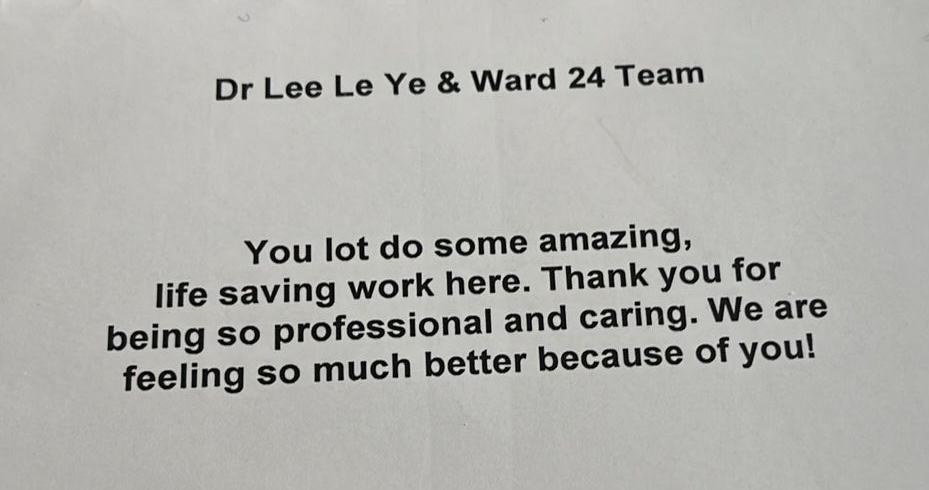 Dr Lee Le Ye & Ward 24 Team
You lot do some amazing,
life saving work here. Thank you for
being so professional and caring. We are
feeling so much better because of you!